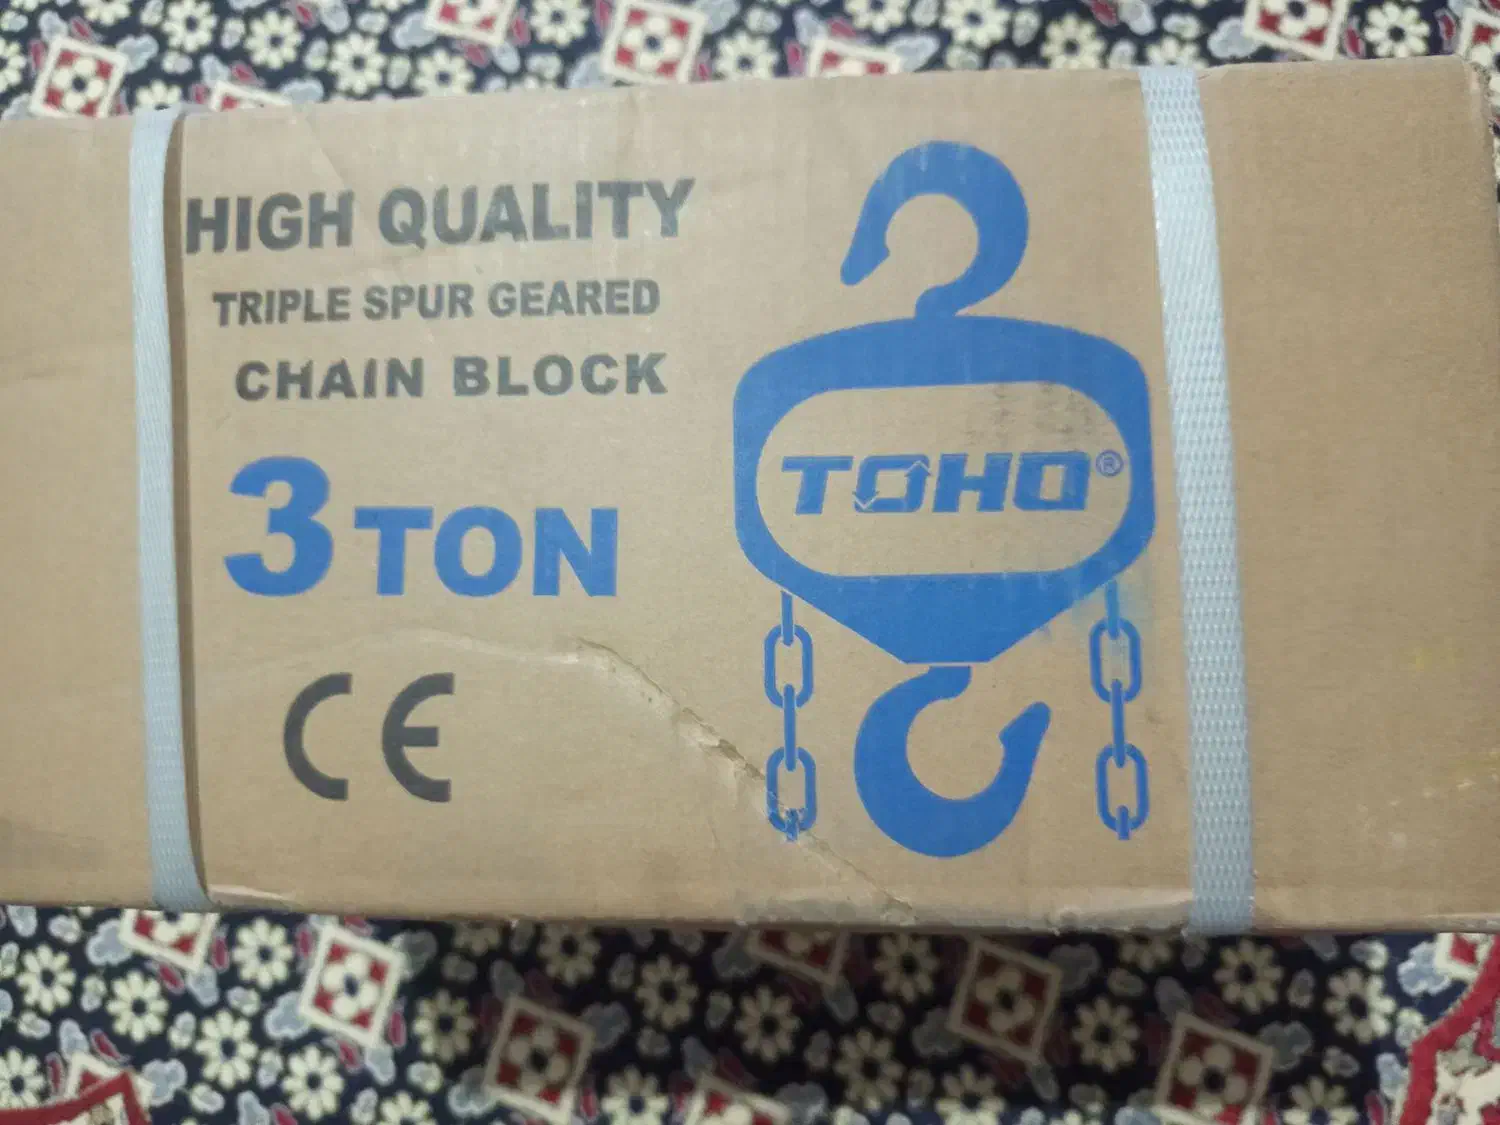 HIGH QUALITY
TRIPLE SPUR GEARED
CHAIN BLOCK
3 TON
CE
TOHO®